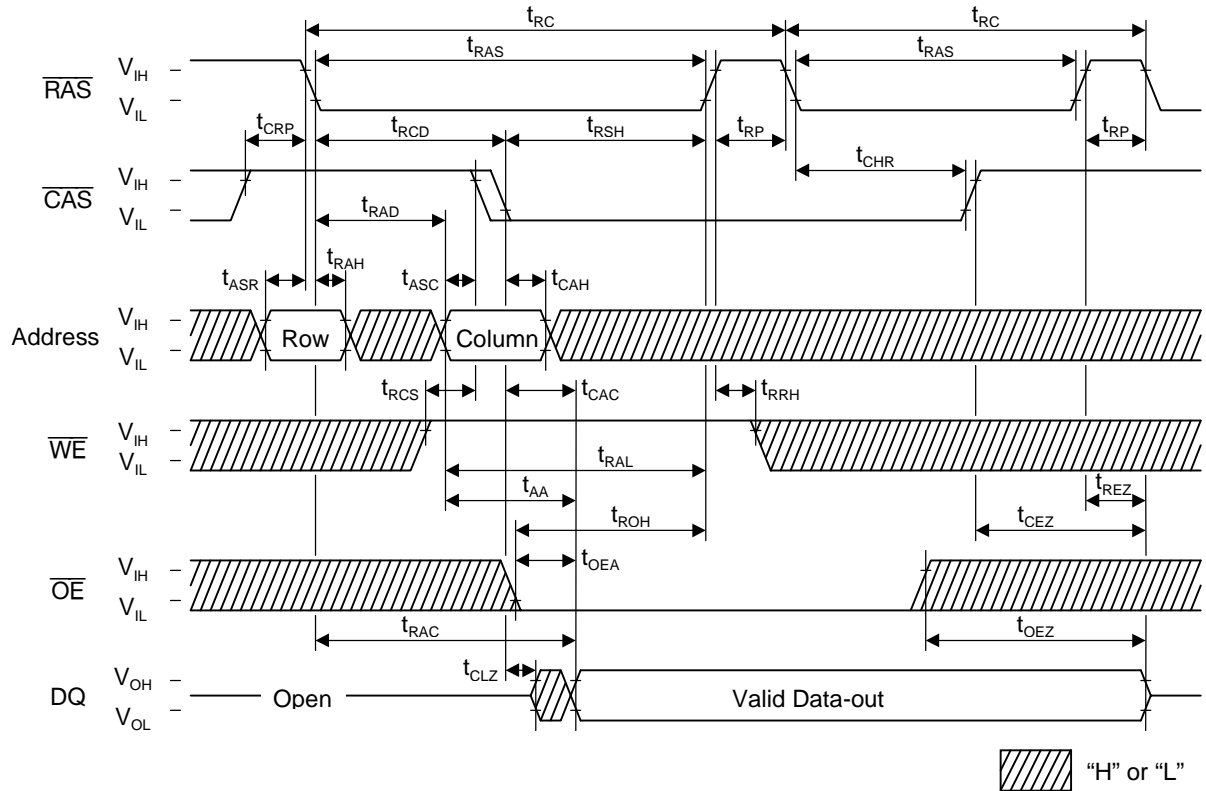 tRC tRC
tRAS tRAS
RAS VIH
VIL
tCRP tRCD tRSH tRP tCHR tRP
CAS VIH
VIL
tRAD
tASR tRAH tASC tCAH
Address VIH
VIL
Row Column
tRCS tCAC tRRH
WE VIH
VIL
tRAL
tAA tREZ
tROH tCEZ
tOEA
OE VIH
VIL
tRAC tOEZ
tCLZ
DQ VOH
VOL
Open Valid Data-out
“H” or “L”